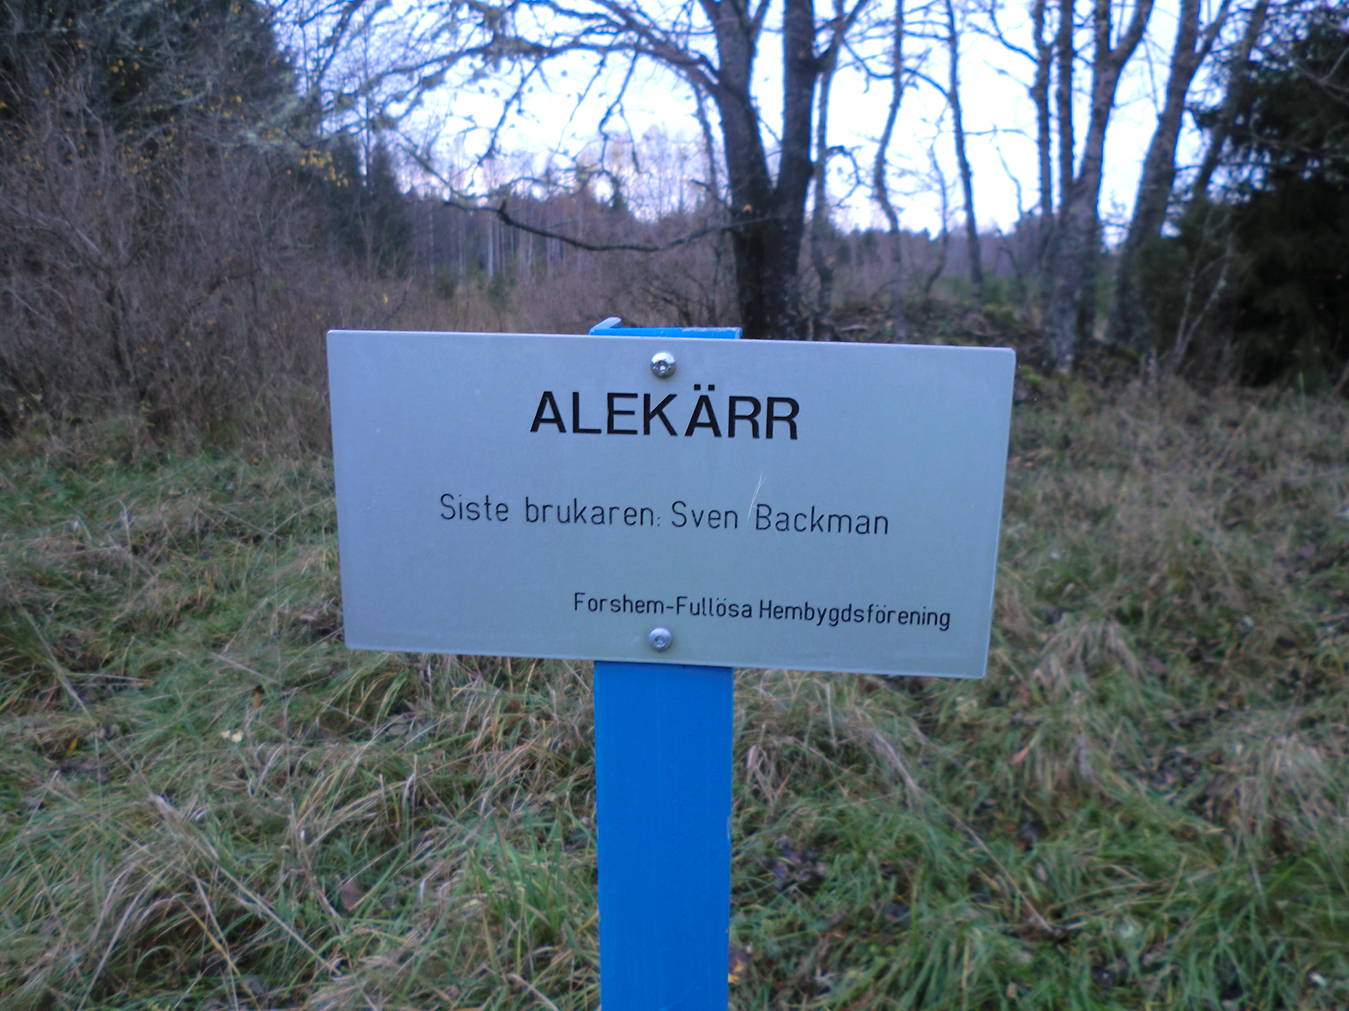 ALEKÄRR
Siste brukaren: Sven Backman
Forshem-Fullösa Hembygdsförening